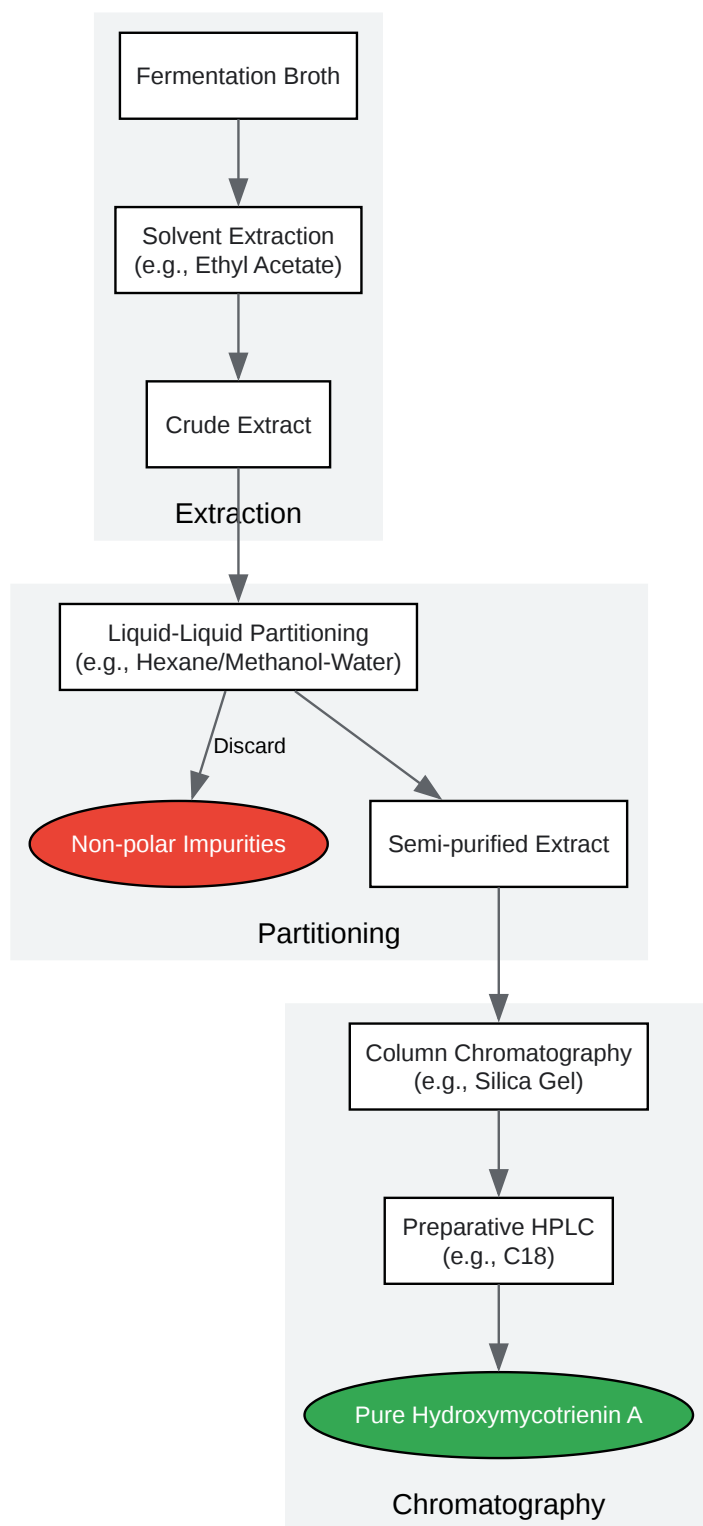 Fermentation Broth
Solvent Extraction
(e.g., Ethyl Acetate)
Crude Extract
Extraction
Liquid-Liquid Partitioning
(e.g., Hexane/Methanol-Water)
Discard
Non-polar Impurities
Semi-purified Extract
Partitioning
Column Chromatography
(e.g., Silica Gel)
Preparative HPLC
(e.g., C18)
Pure Hydroxymycotrienin A
Chromatography